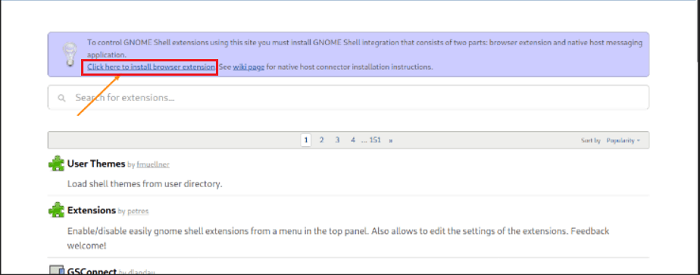 To control GNOME Shell extensions using this site you must install GNOME Shell integration that consists of two parts: browser extension and native host messaging
application.
Click here to install browser extension. See wiki page for native host connector installation instructions.
Search for extensions...
1 2 3 4 ... 151 »
Sort by Popularity
User Themes by fmuellner
Load shell themes from user directory.
Extensions by petres
Enable/disable easily gnome shell extensions from a menu in the top panel. Also allows to edit the settings of the extensions. Feedback
welcome!
GSConnect by dlandau